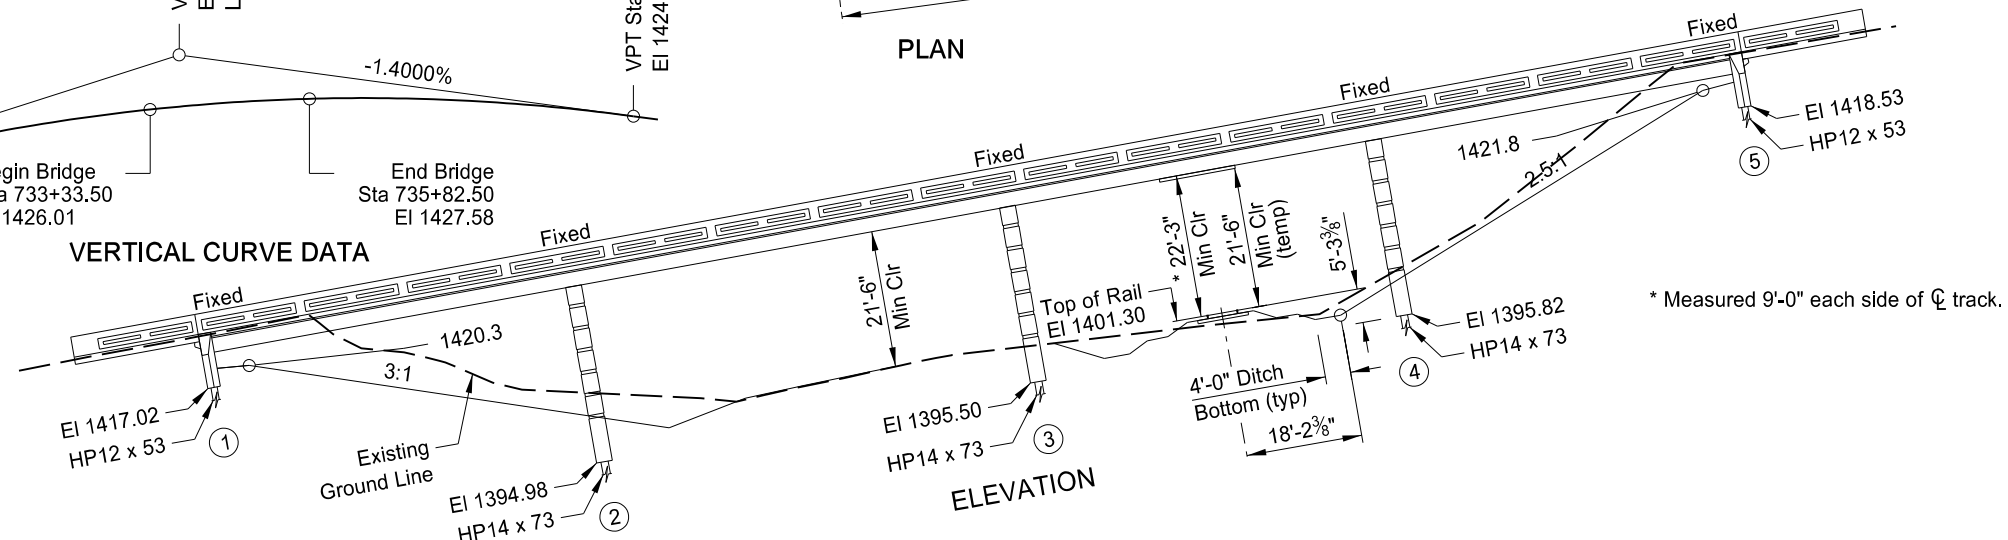 VPT Sta
El 1424
-1.4000%
egin Bridge
a 733+33.50
1426.01
End Bridge
Sta 735+82.50
El 1427.58
VERTICAL CURVE DATA
PLAN
Fixed
Fixed
Fixed
Fixed
Fixed
El 1417.02
HP12 x 53
1
1420.3
3:1
Existing
Ground Line
El 1394.98
HP14 x 73
2
21'-6"
Min Clr
El 1395.50
HP14 x 73
3
Top of Rail
El 1401.30
* 22'-3"
Min Clr
21'-6"
Min Clr
(temp)
5'-3⅜"
4'-0" Ditch
Bottom (typ)
18'-2⅜"
El 1395.82
HP14 x 73
4
1421.8
2.5:1
El 1418.53
HP12 x 53
5
* Measured 9'-0" each side of ℄ track.
ELEVATION